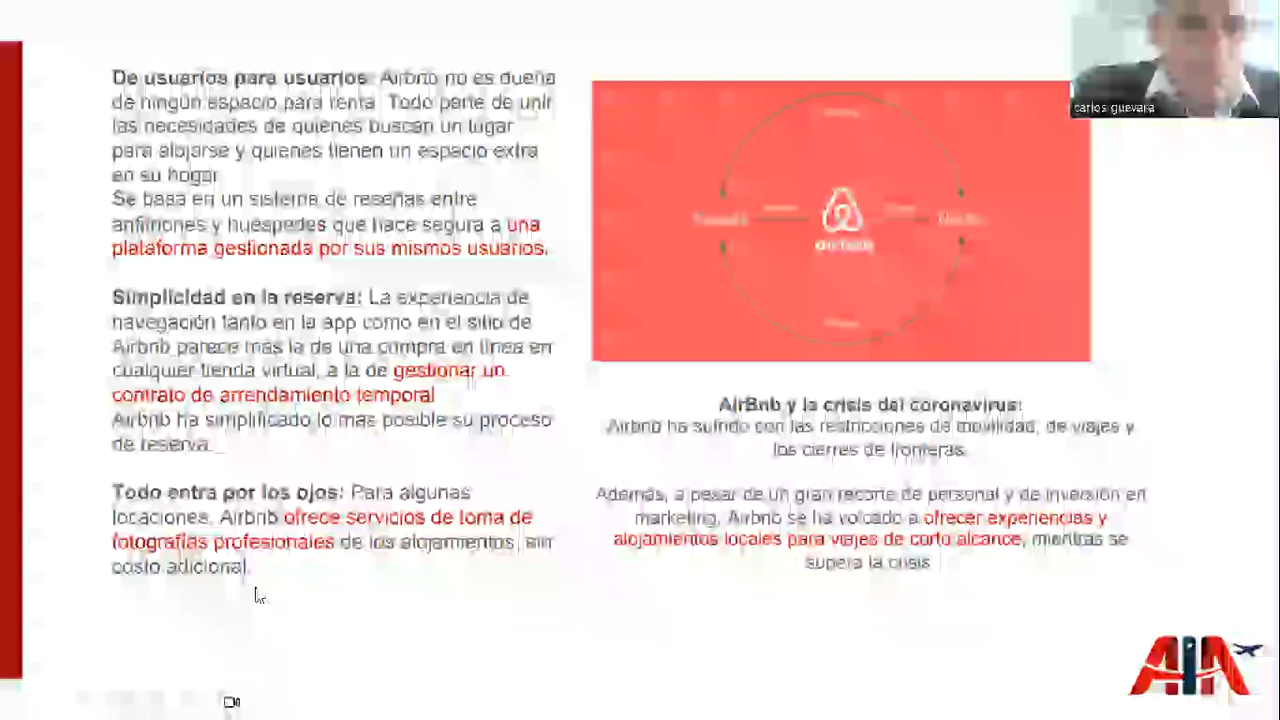 De usuarios para usuarios: Airbnb no es dueña
de ningún espacio para renta. Todo parte de unir
las necesidades de quienes buscan un lugar
para alojarse y quienes tienen un espacio extra
en su hogar.
Se basa en un sistema de reseñas entre
anfitriones y huéspedes que hace segura a una
plataforma gestionada por sus mismos usuarios.
Simplicidad en la reserva: La experiencia de
navegación tanto en la app como en el sitio de
Airbnb parece más la de una compra en línea en
cualquier tienda virtual, a la de gestionar un
contrato de arrendamiento temporal
Airbnb ha simplificado lo más posible su proceso
de reserva.
Todo entra por los ojos: Para algunas
locaciones, Airbnb ofrece servicios de toma de
fotografías profesionales de los alojamientos, sin
costo adicional.
carlos guevara
airbnb
AirBnb y la crisis del coronavirus:
Airbnb ha sufrido con las restricciones de movilidad, de viajes y
los cierres de fronteras.
Además, a pesar de un gran recorte de personal y de inversión en
marketing, Airbnb se ha volcado a ofrecer experiencias y
alojamientos locales para viajes de corto alcance, mientras se
supera la crisis
AIA